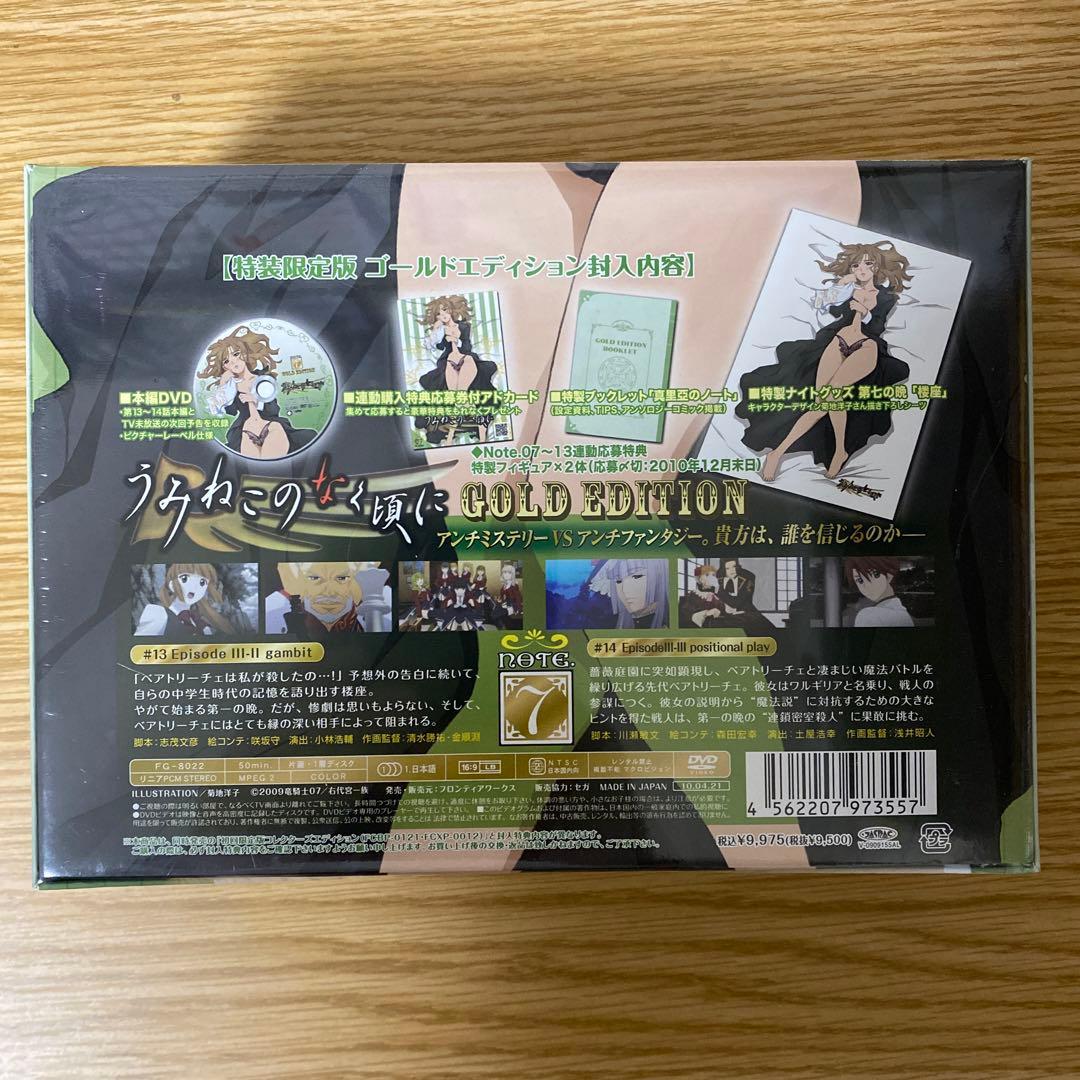 【特装限定版 ゴールドエディション封入内容】
GOLD EDITION
BOOKLET
7
GOLD EDITION
■本編DVD
・第13〜14話本編と
TV未放送の次回予告を収録
・ピクチャーレーベル仕様
■連動購入特典応募券付アドカード
集めて応募すると豪華特典をもれなくプレゼント
■特製ブックレット「真里亞のノート」
(設定資料、TIPS、アンソロジーコミック掲載)
■特製ナイトグッズ 第七の晩「楼座」
キャラクターデザイン菊地洋子さん描き下ろしシーツ
◆Note.07〜13連動応募特典
特製フィギュア×2体(応募〆切:2010年12月末日)
うみねこのなく頃に GOLD EDITION
アンチミステリーVSアンチファンタジー。貴方は、誰を信じるのか―
#13 Episode III-II gambit
「ベアトリーチェは私が殺したの…!」予想外の告白に続いて、
自らの中学生時代の記憶を語り出す楼座。
やがて始まる第一の晩。だが、惨劇は思いもよらない、そして、
ベアトリーチェにはとても縁の深い相手によって阻まれる。
脚本:志茂文彦 絵コンテ:咲坂守 演出:小林浩輔 作画監督:清水勝祐・金順淵
NOTE.
7
#14 EpisodeIII-III positional play
薔薇庭園に突如顕現し、ベアトリーチェと凄まじい魔法バトルを
繰り広げる先代ベアトリーチェ。彼女はワルギリアと名乗り、戦人の
参謀につく。彼女の説明から“魔法説”に対抗するための大きな
ヒントを得た戦人は、第一の晩の“連鎖密室殺人”に果敢に挑む。
脚本:川瀬敏文 絵コンテ:森田宏幸 演出:土屋浩幸 作画監督:浅井昭人
FG-8022 50min. 片面・1層ディスク 1.日本語 16:9 LB NTSC 日本国内向 レンタル禁止 複製不能 マクロビジョン DVD VIDEO
リニアPCM STEREO MPEG 2 COLOR
ILLUSTRATION/菊地洋子 ©2009竜騎士07/右代宮一族 発売・販売元:フロンティアワークス 販売協力:セガ MADE IN JAPAN 10.04.21
4 562207 973557
税込¥9,975(税抜¥9,500)
JASRAC
V-0909155AL